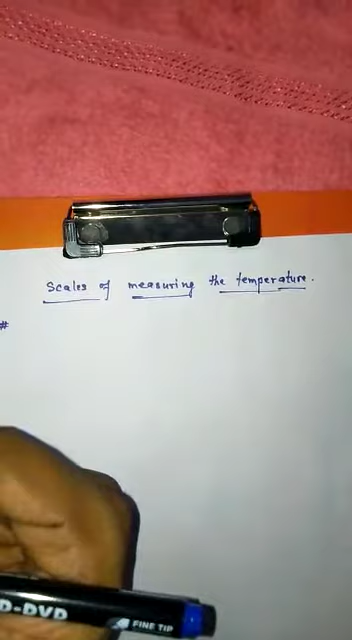 Scales of measuring the temperature.
#
D-DVD FINE TIP